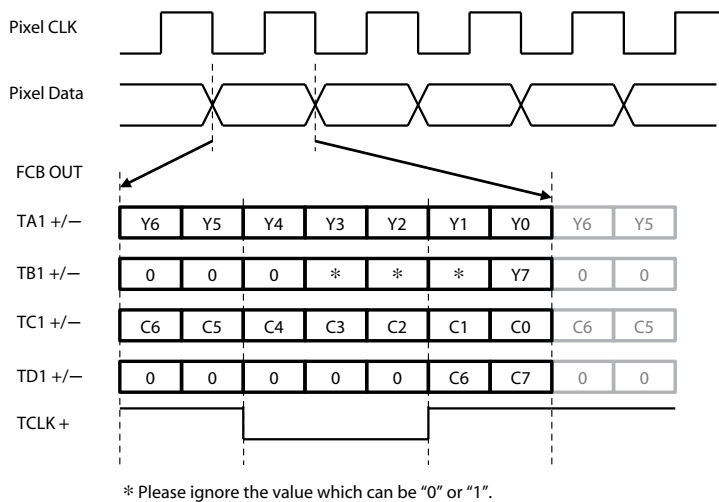 Pixel CLK
Pixel Data
FCB OUT
TA1 +/− Y6 Y5 Y4 Y3 Y2 Y1 Y0 Y6 Y5
TB1 +/− 0 0 0 * * * Y7 0 0
TC1 +/− C6 C5 C4 C3 C2 C1 C0 C6 C5
TD1 +/− 0 0 0 0 0 C6 C7 0 0
TCLK +
* Please ignore the value which can be “0” or “1”.